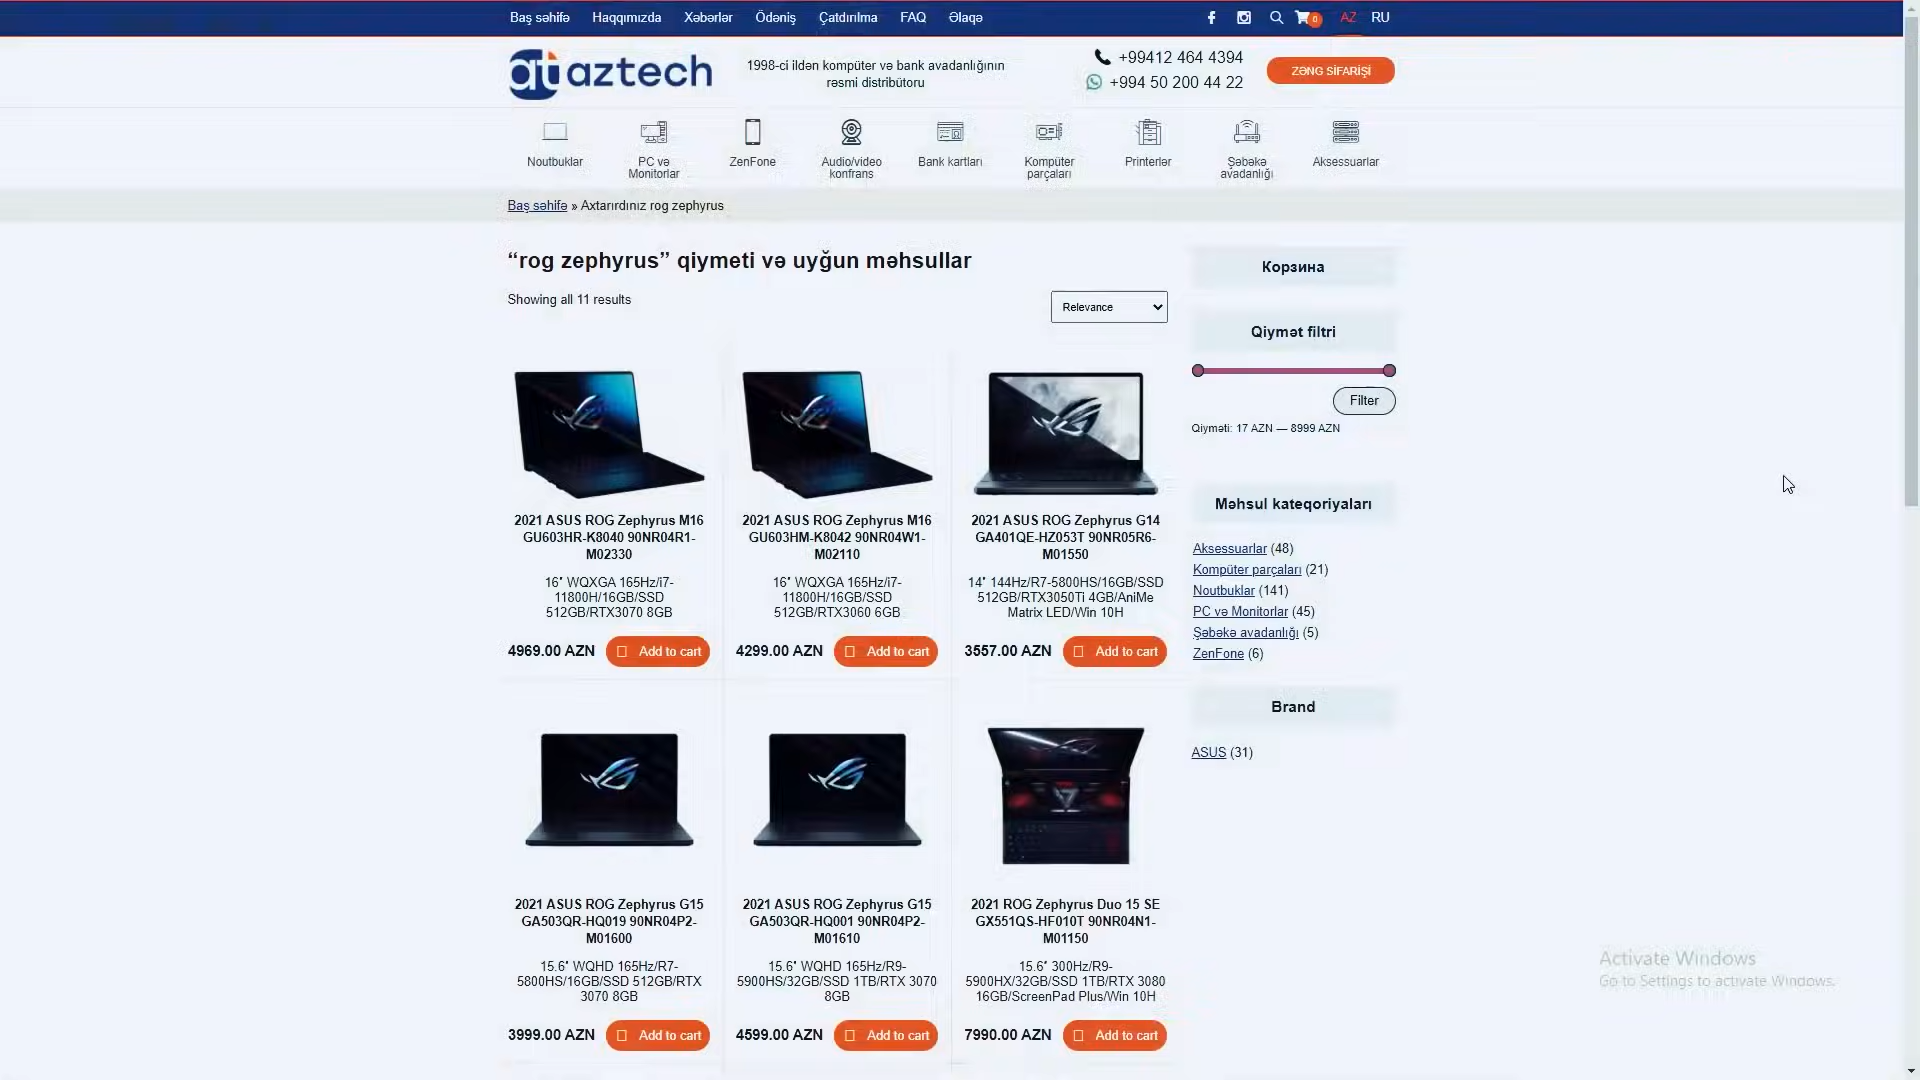 Baş səhifə Haqqımızda Xəbərlər Ödəniş Çatdırılma FAQ Əlaqə 0 AZ RU
aztech
1998-ci ildən kompüter və bank avadanlığının
rəsmi distribütoru
+99412 464 4394
+994 50 200 44 22
ZƏNG SİFARİŞİ
Noutbuklar
PC və
Monitorlar
ZenFone
Audio/video
konfrans
Bank kartları
Kompüter
parçaları
Printerlər
Şəbəkə
avadanlığı
Aksessuarlar
Baş səhifə » Axtarırdınız rog zephyrus
“rog zephyrus” qiymeti və uyğun məhsullar
Showing all 11 results
Relevance
2021 ASUS ROG Zephyrus M16
GU603HR-K8040 90NR04R1-
M02330
16" WQXGA 165Hz/i7-
11800H/16GB/SSD
512GB/RTX3070 8GB
4969.00 AZN Add to cart
2021 ASUS ROG Zephyrus M16
GU603HM-K8042 90NR04W1-
M02110
16" WQXGA 165Hz/i7-
11800H/16GB/SSD
512GB/RTX3060 6GB
4299.00 AZN Add to cart
2021 ASUS ROG Zephyrus G14
GA401QE-HZ053T 90NR05R6-
M01550
14" 144Hz/R7-5800HS/16GB/SSD
512GB/RTX3050Ti 4GB/AniMe
Matrix LED/Win 10H
3557.00 AZN Add to cart
2021 ASUS ROG Zephyrus G15
GA503QR-HQ019 90NR04P2-
M01600
15.6" WQHD 165Hz/R7-
5800HS/16GB/SSD 512GB/RTX
3070 8GB
3999.00 AZN Add to cart
2021 ASUS ROG Zephyrus G15
GA503QR-HQ001 90NR04P2-
M01610
15.6" WQHD 165Hz/R9-
5900HS/32GB/SSD 1TB/RTX 3070
8GB
4599.00 AZN Add to cart
2021 ROG Zephyrus Duo 15 SE
GX551QS-HF010T 90NR04N1-
M01150
15.6" 300Hz/R9-
5900HX/32GB/SSD 1TB/RTX 3080
16GB/ScreenPad Plus/Win 10H
7990.00 AZN Add to cart
Корзина
Qiymət filtri
Filter
Qiyməti: 17 AZN — 8999 AZN
Məhsul kateqoriyaları
Aksessuarlar (48)
Kompüter parçaları (21)
Noutbuklar (141)
PC və Monitorlar (45)
Şəbəkə avadanlığı (5)
ZenFone (6)
Brand
ASUS (31)
Activate Windows
Go to Settings to activate Windows.